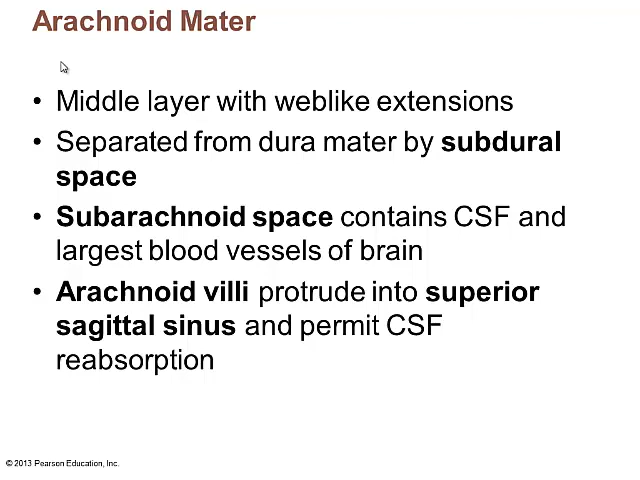 Arachnoid Mater
• Middle layer with weblike extensions
• Separated from dura mater by subdural
space
• Subarachnoid space contains CSF and
largest blood vessels of brain
• Arachnoid villi protrude into superior
sagittal sinus and permit CSF
reabsorption
© 2013 Pearson Education, Inc.